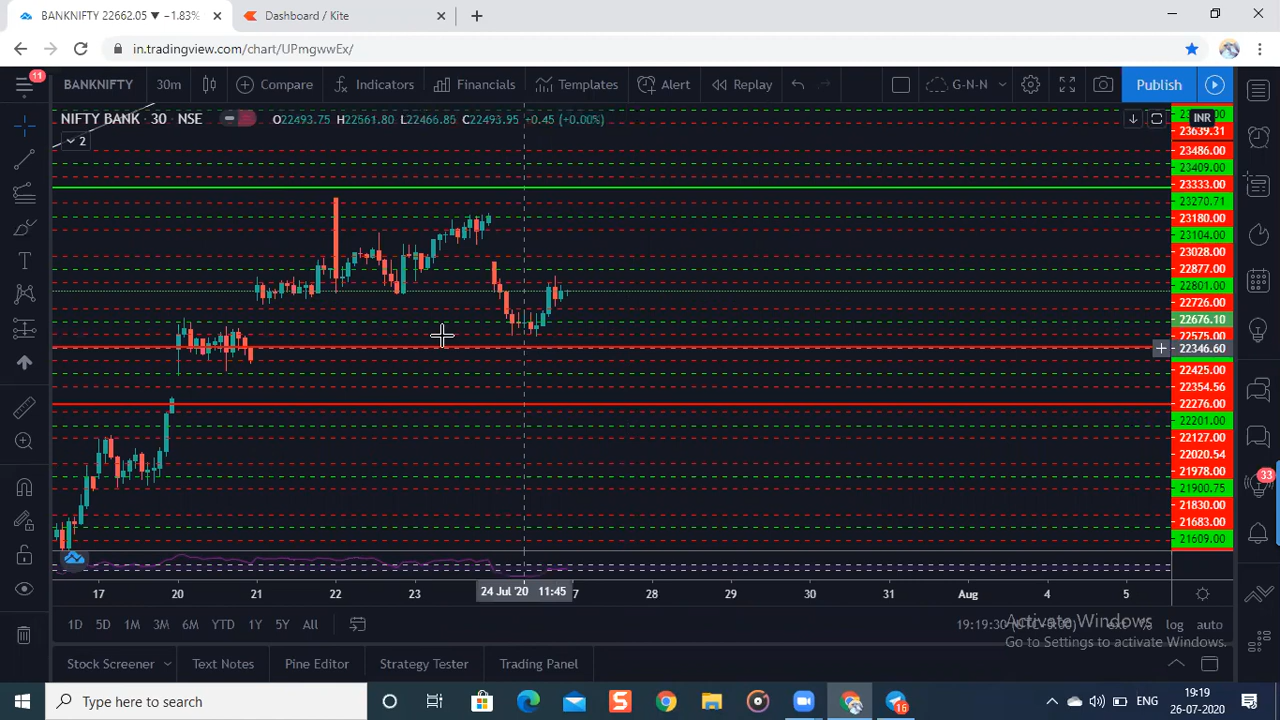 BANKNIFTY 22662.05 ▼ −1.83%
Dashboard / Kite
in.tradingview.com/chart/UPmgwwEx/
11
BANKNIFTY 30m Compare Indicators Financials Templates Alert Replay G-N-N Publish
NIFTY BANK · 30 · NSE O22493.75 H22561.80 L22466.85 C22493.95 +0.45 (+0.00%)
2
INR
23639.31
23486.00
23409.00
23333.00
23270.71
23180.00
23104.00
23028.00
22877.00
22801.00
22726.00
22676.10
22575.00
22346.60
22425.00
22354.56
22276.00
22201.00
22127.00
22020.54
21978.00
21900.75
21830.00
21683.00
21609.00
33
17 20 21 22 23 24 Jul '20 11:45 7 28 29 30 31 Aug 4 5
1D 5D 1M 3M 6M YTD 1Y 5Y All
log auto
Activate Windows
Go to Settings to activate Windows.
Stock Screener Text Notes Pine Editor Strategy Tester Trading Panel
Type here to search
16
ENG
19:19
26-07-2020